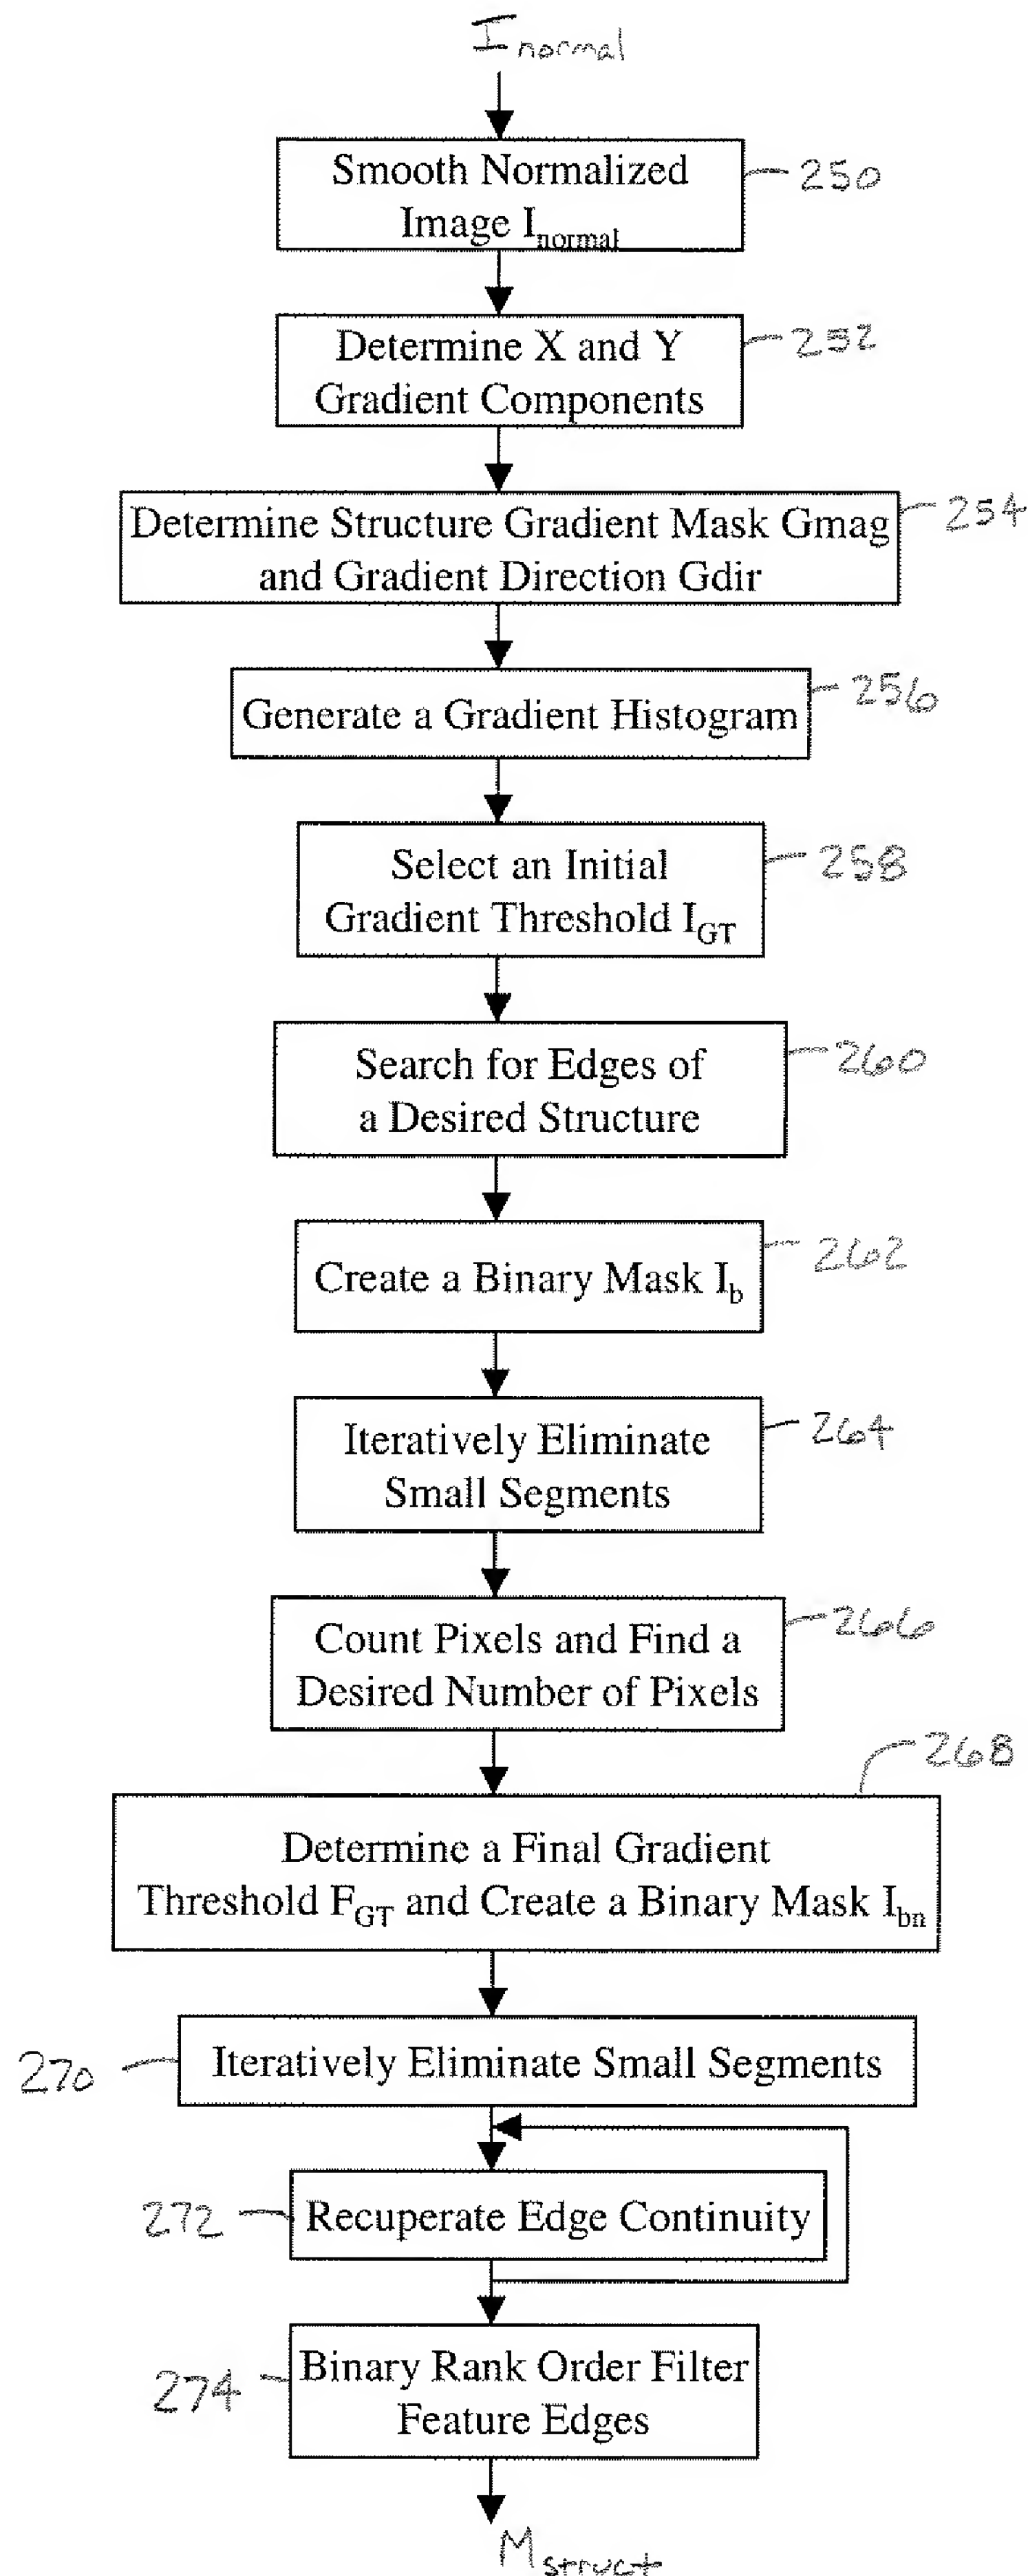 I normal
Smooth Normalized
250
Image Inormal
Determine X and Y
252
Gradient Components
Determine Structure Gradient Mask Gmag
254
and Gradient Direction Gdir
256
Generate a Gradient Histogram
Select an Initial
258
Gradient Threshold IGT
Search for Edges of
260
a Desired Structure
262
Create a Binary Mask Ib
Iteratively Eliminate
264
Small Segments
Count Pixels and Find a
266
Desired Number of Pixels
268
Determine a Final Gradient
Threshold FGT and Create a Binary Mask Ibn
270
Iteratively Eliminate Small Segments
272
Recuperate Edge Continuity
Binary Rank Order Filter
274
Feature Edges
Mstruct